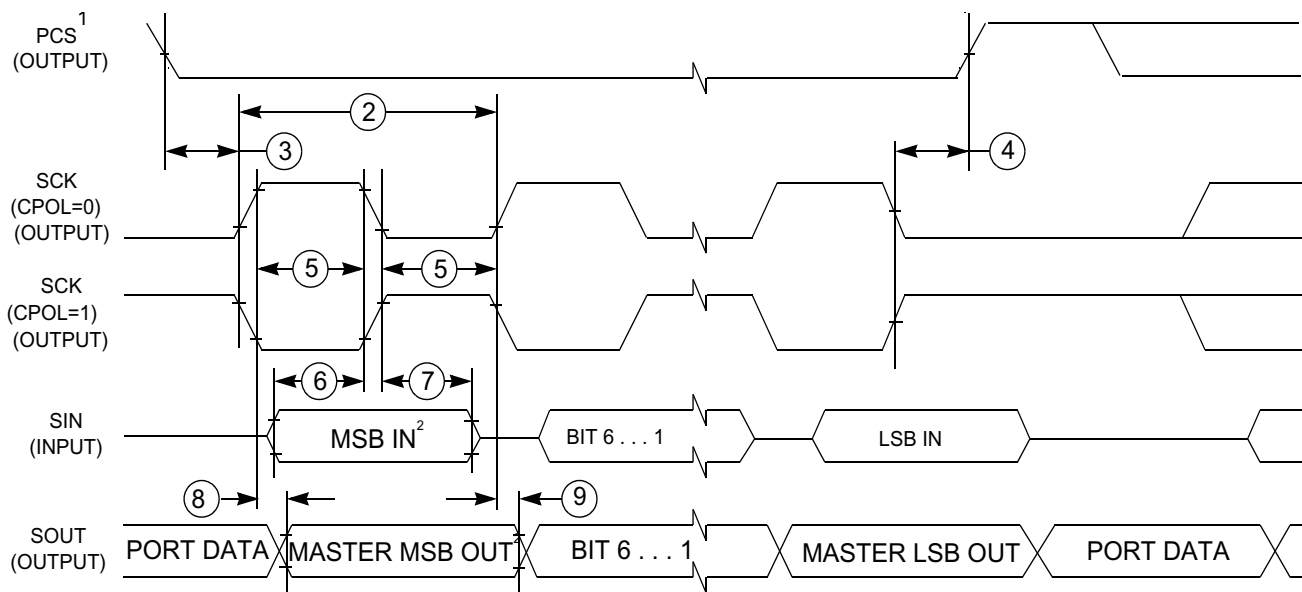 PCS¹
(OUTPUT)
2
3
4
SCK
(CPOL=0)
(OUTPUT)
5
5
SCK
(CPOL=1)
(OUTPUT)
6
7
SIN
(INPUT)
MSB IN²
BIT 6 . . . 1
LSB IN
8
9
SOUT
(OUTPUT)
PORT DATA
MASTER MSB OUT²
BIT 6 . . . 1
MASTER LSB OUT
PORT DATA